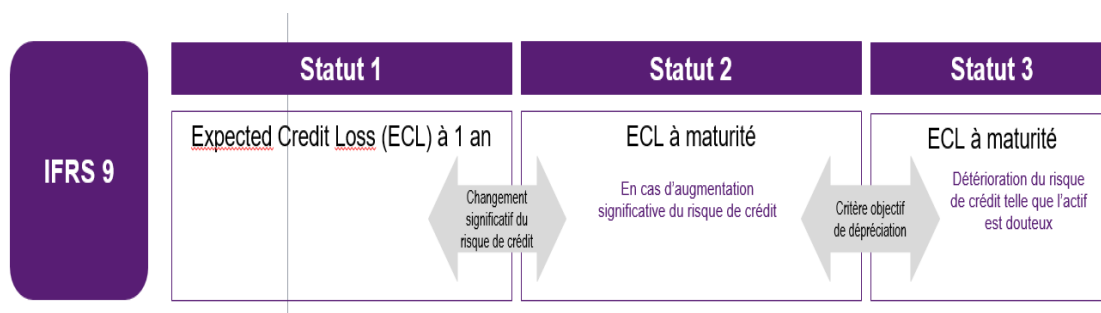 IFRS 9
Statut 1
Statut 2
Statut 3
Expected Credit Loss (ECL) à 1 an
Changement
significatif du
risque de crédit
ECL à maturité
En cas d'augmentation
significative du risque de crédit
Critère objectif
de dépréciation
ECL à maturité
Détérioration du risque
de crédit telle que l'actif
est douteux